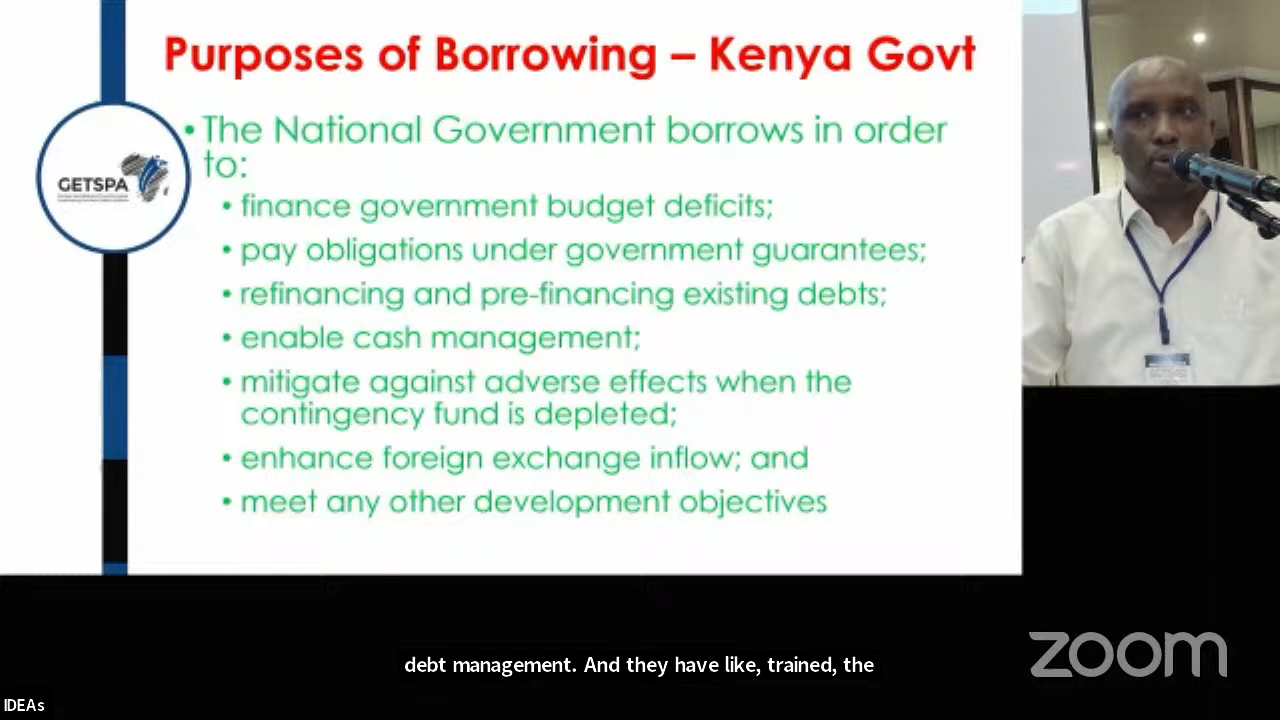 Purposes of Borrowing – Kenya Govt
• The National Government borrows in order
to:
• finance government budget deficits;
• pay obligations under government guarantees;
• refinancing and pre-financing existing debts;
• enable cash management;
• mitigate against adverse effects when the
contingency fund is depleted;
• enhance foreign exchange inflow; and
• meet any other development objectives
GETSPA
debt management. And they have like, trained, the
zoom
IDEAs